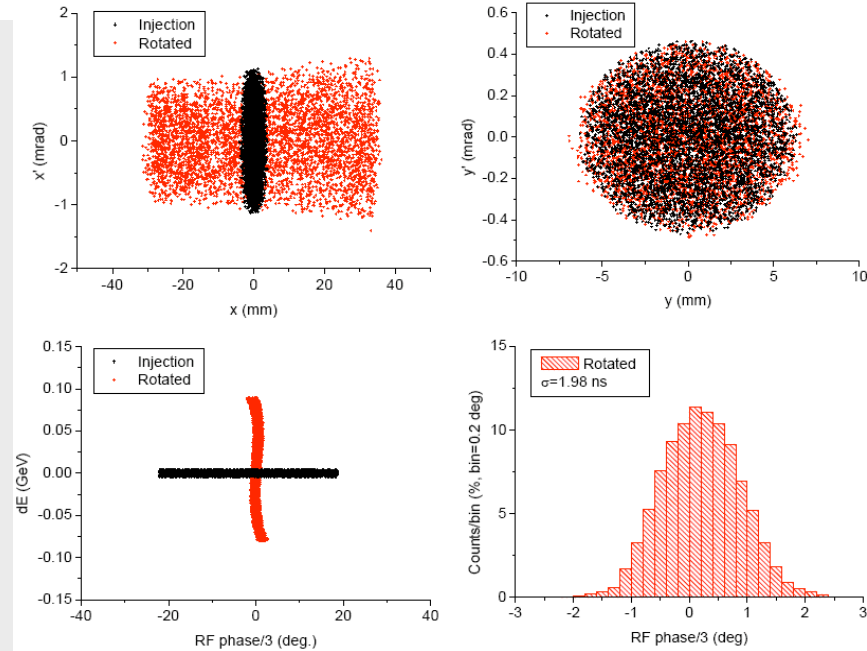 Injection
Rotated
x' (mrad)
2
1
0
-1
-2
-40
-20
0
20
40
x (mm)
Injection
Rotated
y' (mrad)
0.6
0.4
0.2
0.0
-0.2
-0.4
-0.6
-10
-5
0
5
10
y (mm)
Injection
Rotated
dE (GeV)
0.15
0.10
0.05
0.00
-0.05
-0.10
-0.15
-40
-20
0
20
40
RF phase/3 (deg.)
Rotated
σ=1.98 ns
Counts/bin (%, bin=0.2 deg)
15
10
5
0
-3
-2
-1
0
1
2
3
RF phase/3 (deg)